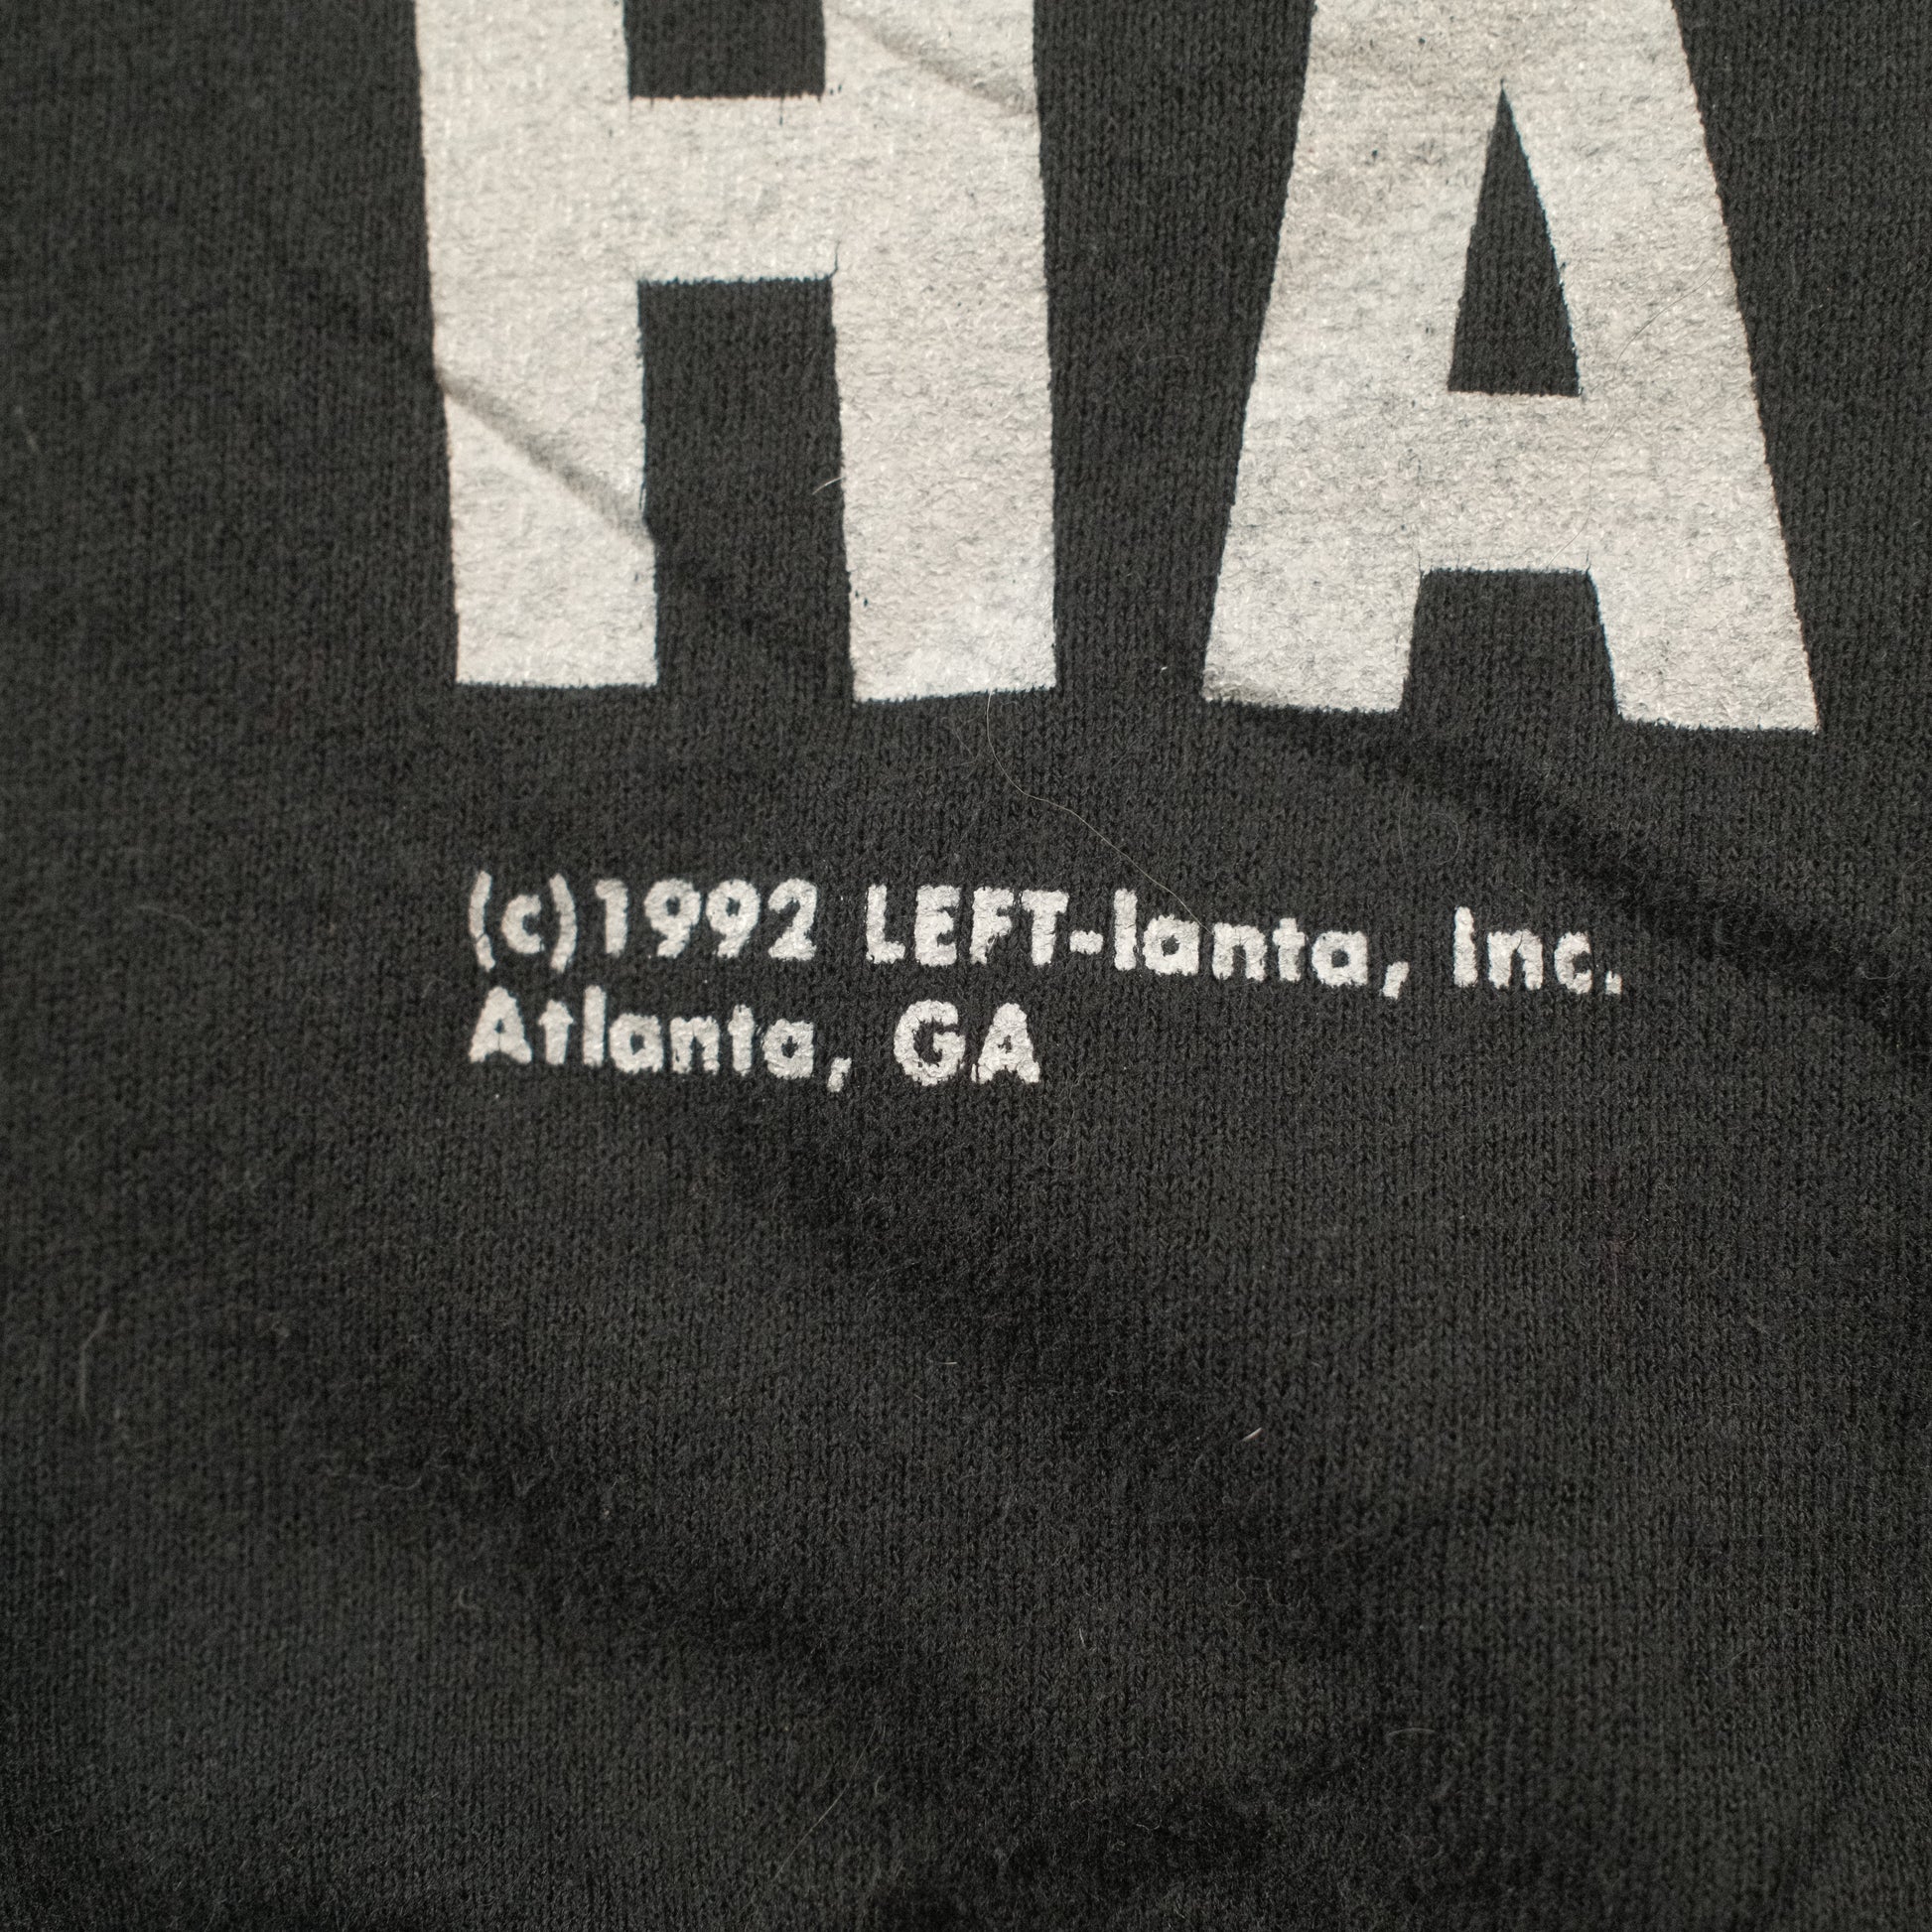 HA
(c)1992 LEFT-lanta, Inc.
Atlanta, GA